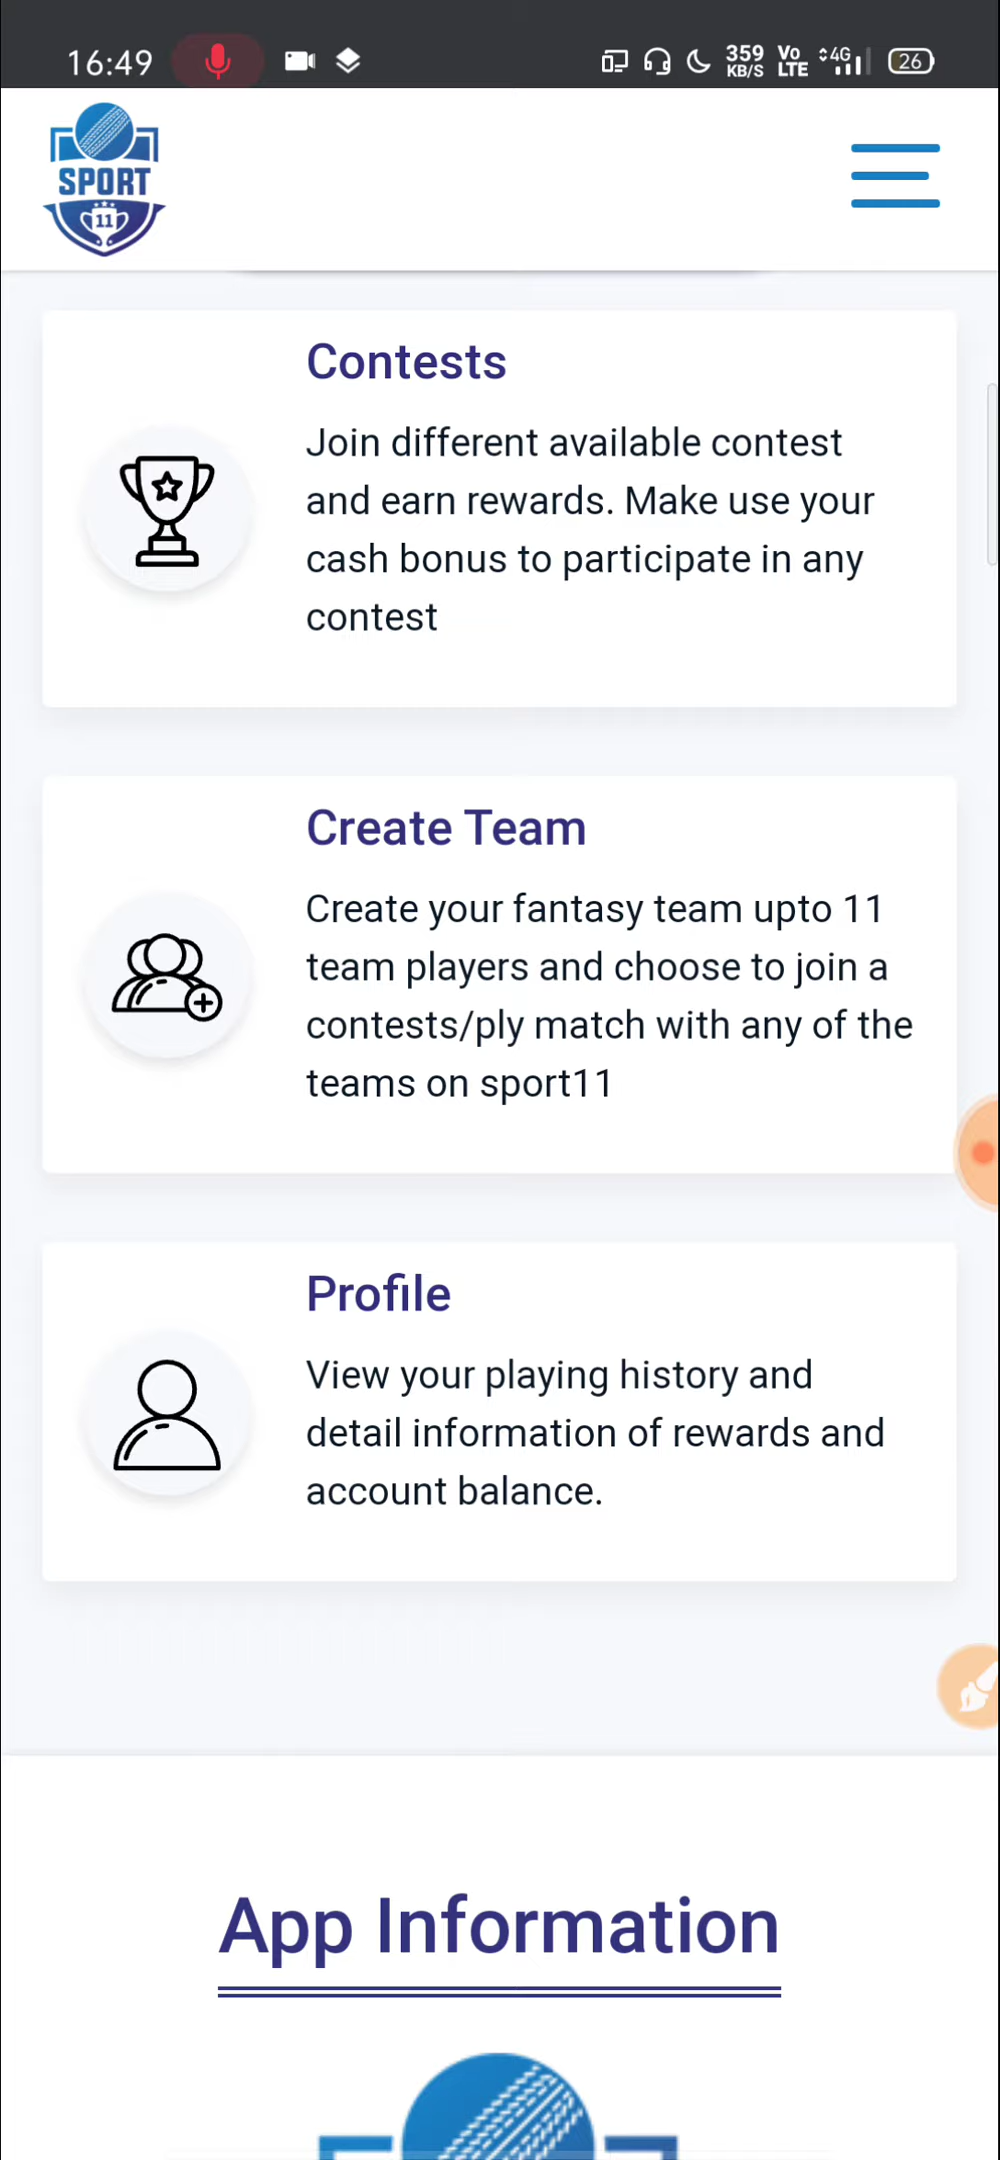 16:49
359
KB/S
Vo
LTE
4G
26
SPORT
11
Contests
Join different available contest
and earn rewards. Make use your
cash bonus to participate in any
contest
Create Team
Create your fantasy team upto 11
team players and choose to join a
contests/ply match with any of the
teams on sport11
Profile
View your playing history and
detail information of rewards and
account balance.
App Information